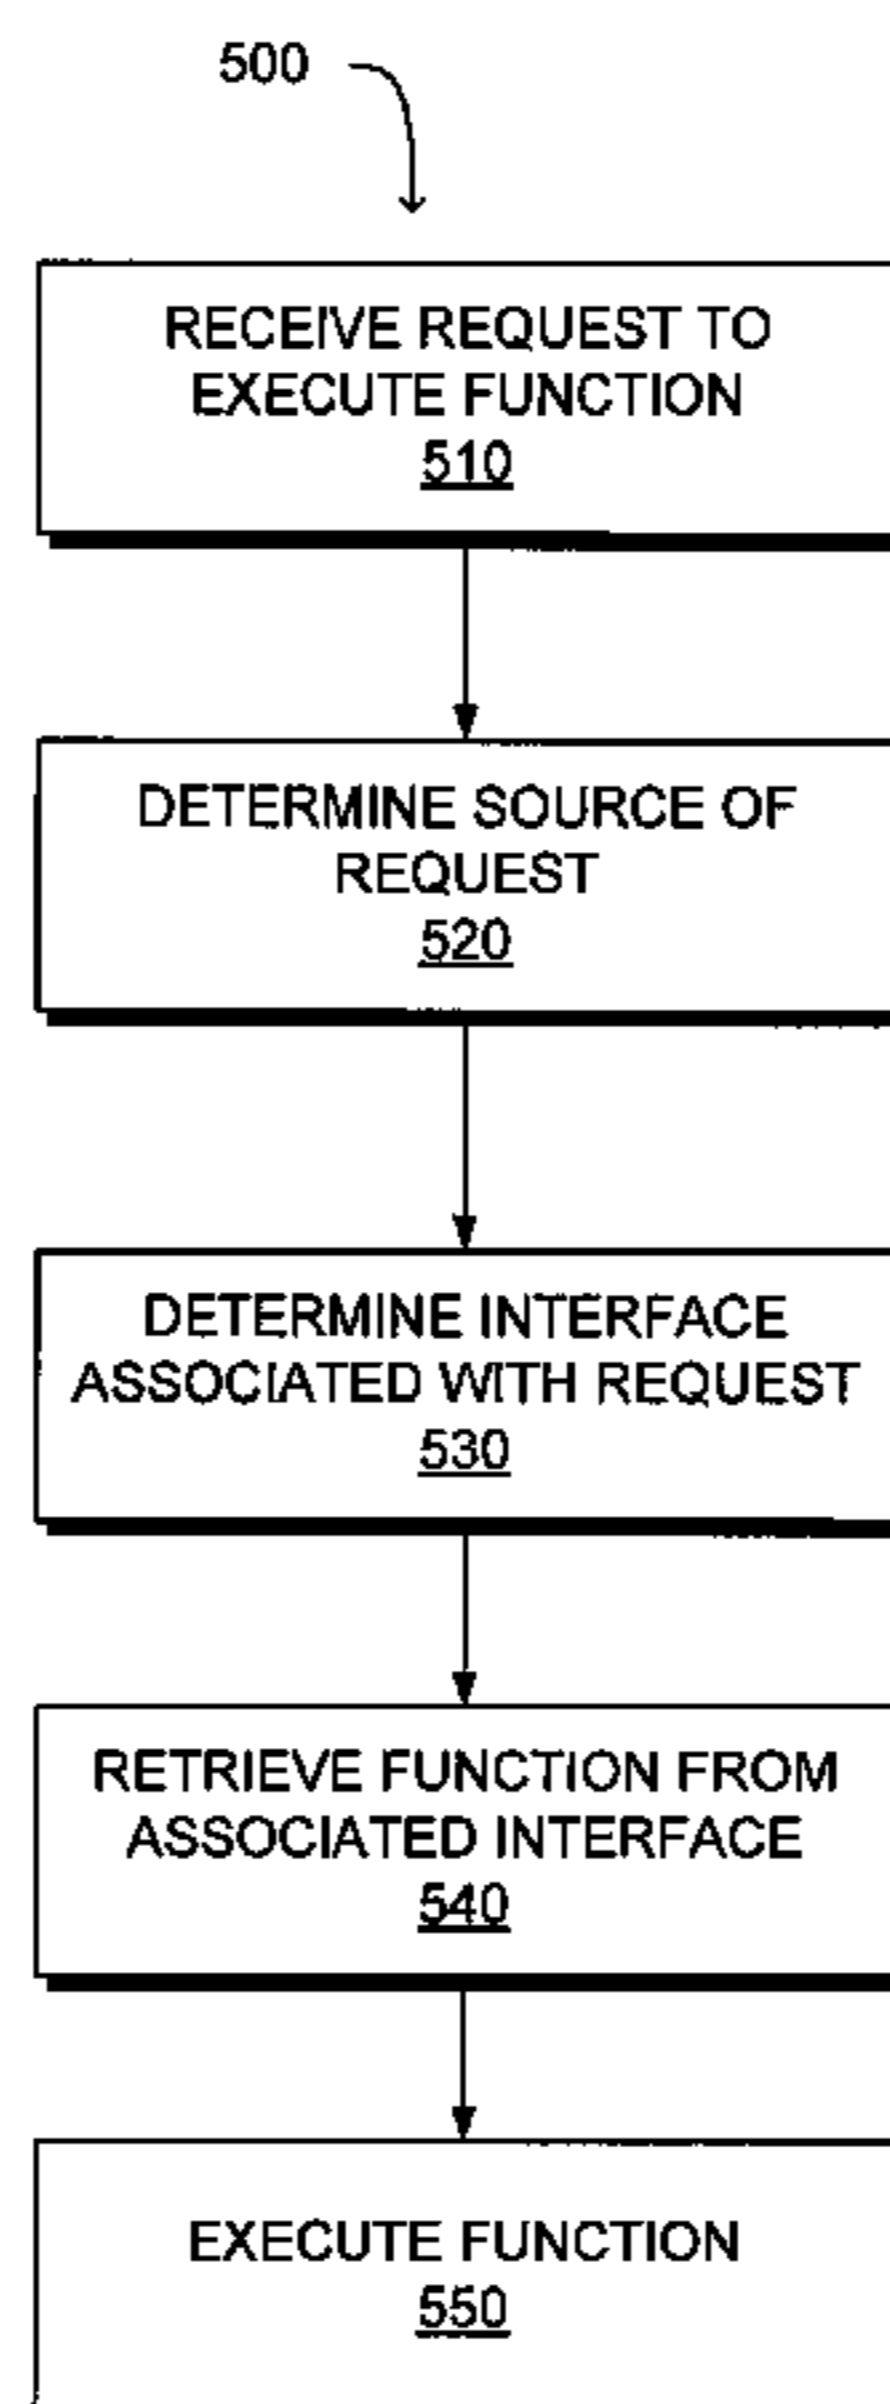 500
RECEIVE REQUEST TO
EXECUTE FUNCTION
510
DETERMINE SOURCE OF
REQUEST
520
DETERMINE INTERFACE
ASSOCIATED WITH REQUEST
530
RETRIEVE FUNCTION FROM
ASSOCIATED INTERFACE
540
EXECUTE FUNCTION
550